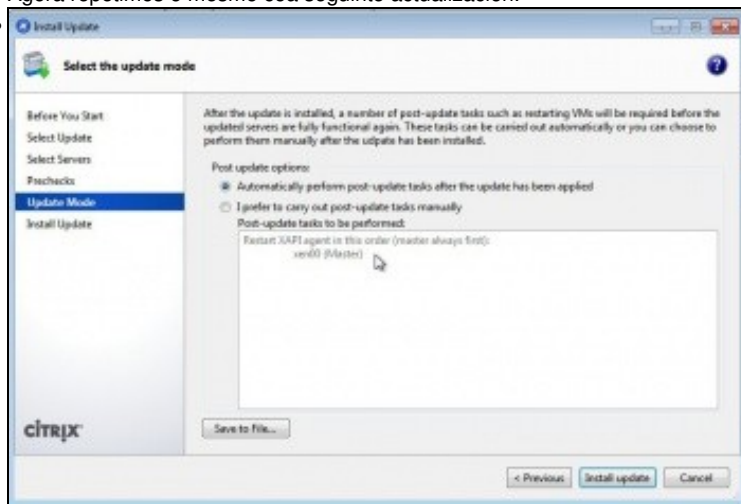 Agora repetimos o mesmo coa seguinte actualización.
Install Update
Select the update mode
Before You Start
Select Update
Select Servers
Prechecks
Update Mode
Install Update
After the update is installed, a number of post-update tasks such as restarting VMs will be required before the
updated servers are fully functional again. These tasks can be carried out automatically or you can choose to
perform them manually after the udpate has been installed.
Post update options:
Automatically perform post-update tasks after the update has been applied
I prefer to carry out post-update tasks manually
Post-update tasks to be performed:
Restart XAPI agent in this order (master always first):
xen00 (Master)
CITRIX
Save to File...
< Previous
Install update
Cancel